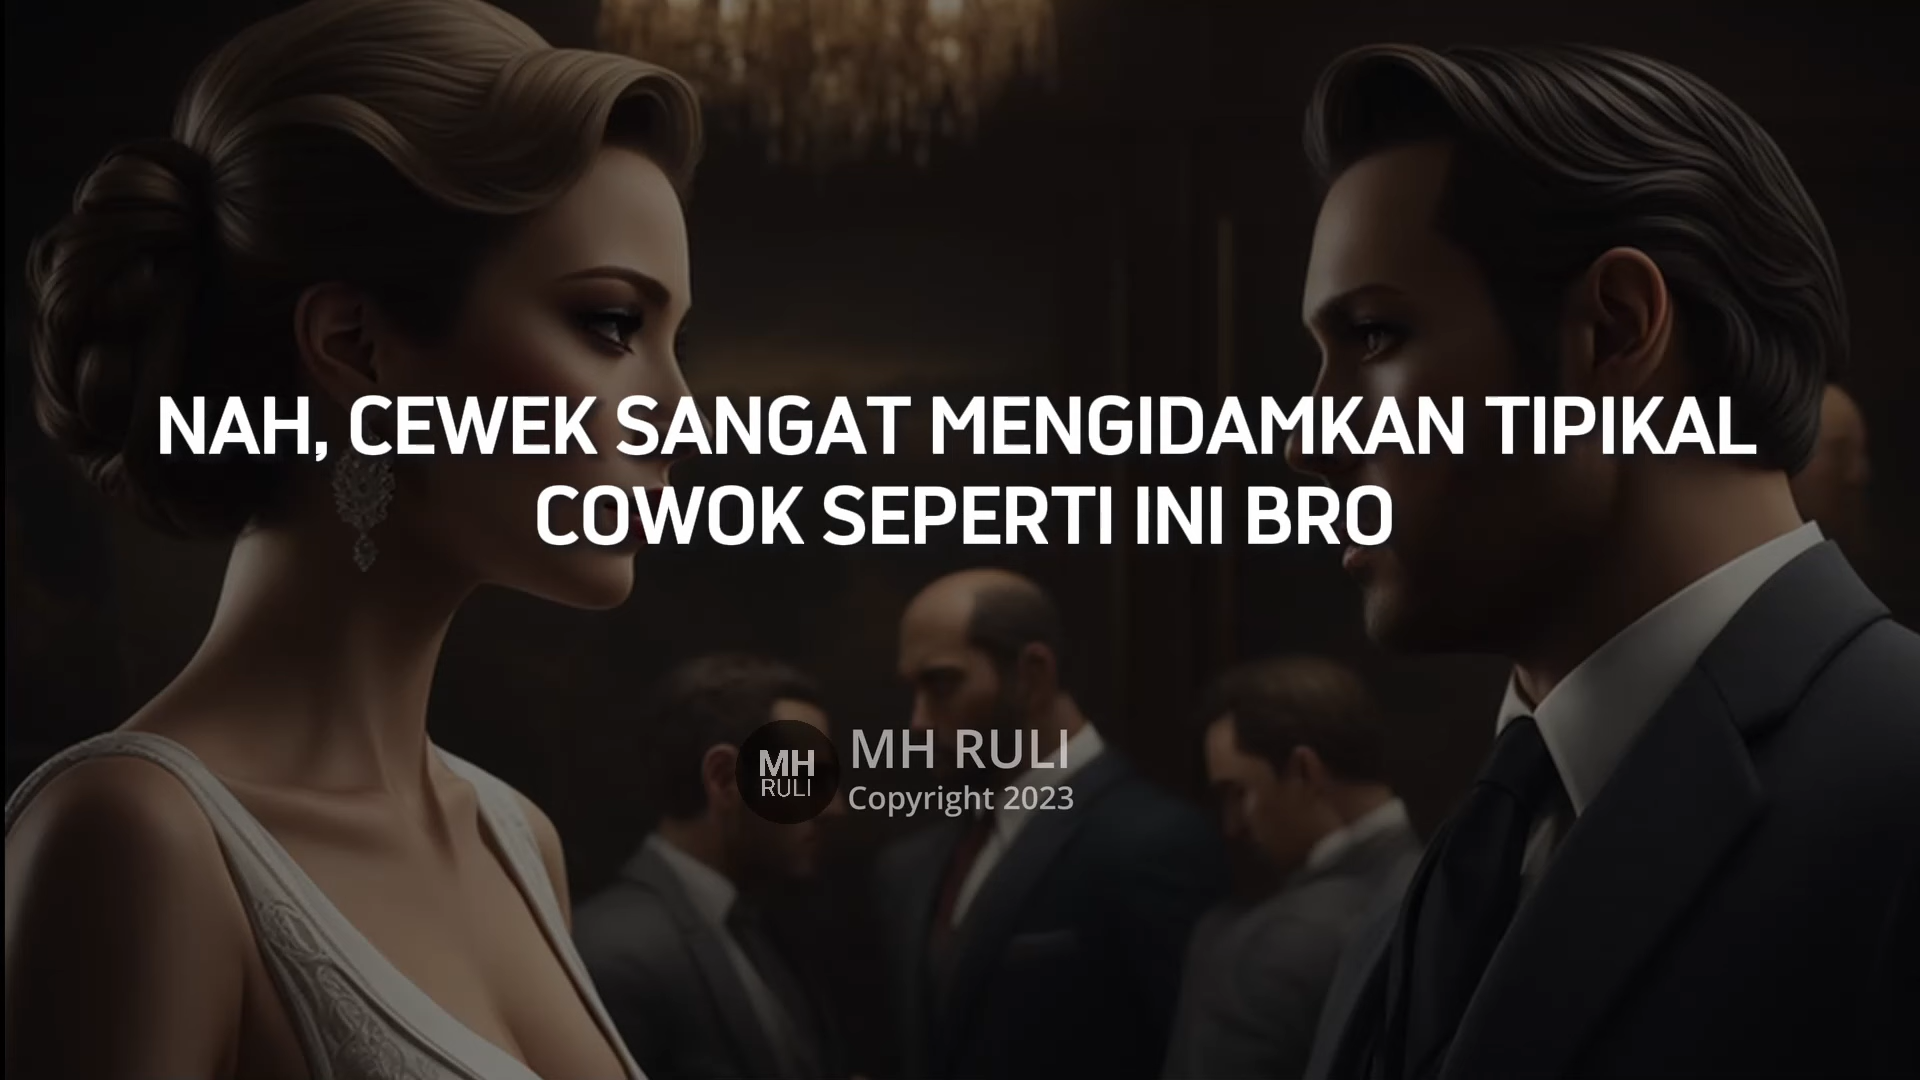 NAH, CEWEK SANGAT MENGIDAMKAN TIPIKAL
COWOK SEPERTI INI BRO
MH
RULI
MH RULI
Copyright 2023